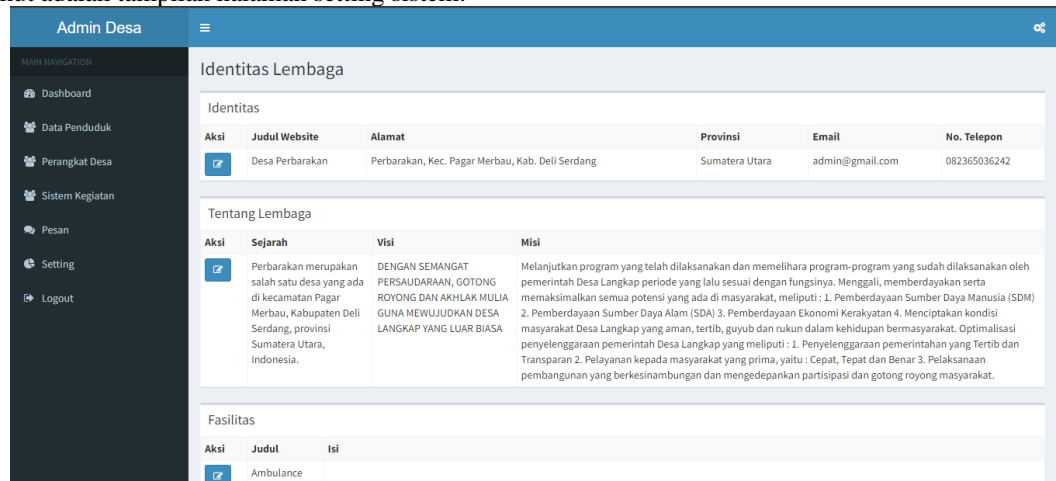 Admin Desa
MAIN NAVIGATION
Dashboard
Data Penduduk
Perangkat Desa
Sistem Kegiatan
Pesan
Setting
Logout
Identitas Lembaga
Identitas
Aksi Judul Website Alamat Provinsi Email No. Telepon
Desa Perbarakan Perbarakan, Kec. Pagar Merbau, Kab. Deli Serdang Sumatera Utara admin@gmail.com 082365036242
Tentang Lembaga
Aksi Sejarah Visi Misi
Perbarakan merupakan
salah satu desa yang ada
di kecamatan Pagar
Merbau, Kabupaten Deli
Serdang, provinsi
Sumatera Utara,
Indonesia.
DENGAN SEMANGAT
PERSAUDARAAN, GOTONG
ROYONG DAN AKHLAK MULIA
GUNA MEWUJUDKAN DESA
LANGKAP YANG LUAR BIASA
Melanjutkan program yang telah dilaksanakan dan memelihara program-program yang sudah dilaksanakan oleh
pemerintah Desa Langkap periode yang lalu sesuai dengan fungsinya. Menggali, memberdayakan serta
memaksimalkan semua potensi yang ada di masyarakat, meliputi : 1. Pemberdayaan Sumber Daya Manusia (SDM)
2. Pemberdayaan Sumber Daya Alam (SDA) 3. Pemberdayaan Ekonomi Kerakyatan 4. Menciptakan kondisi
masyarakat Desa Langkap yang aman, tertib, guyub dan rukun dalam kehidupan bermasyarakat. Optimalisasi
penyelenggaraan pemerintah Desa Langkap yang meliputi : 1. Penyelenggaraan pemerintahan yang Tertib dan
Transparan 2. Pelayanan kepada masyarakat yang prima, yaitu : Cepat, Tepat dan Benar 3. Pelaksanaan
pembangunan yang berkesinambungan dan mengedepankan partisipasi dan gotong royong masyarakat.
Fasilitas
Aksi Judul Isi
Ambulance